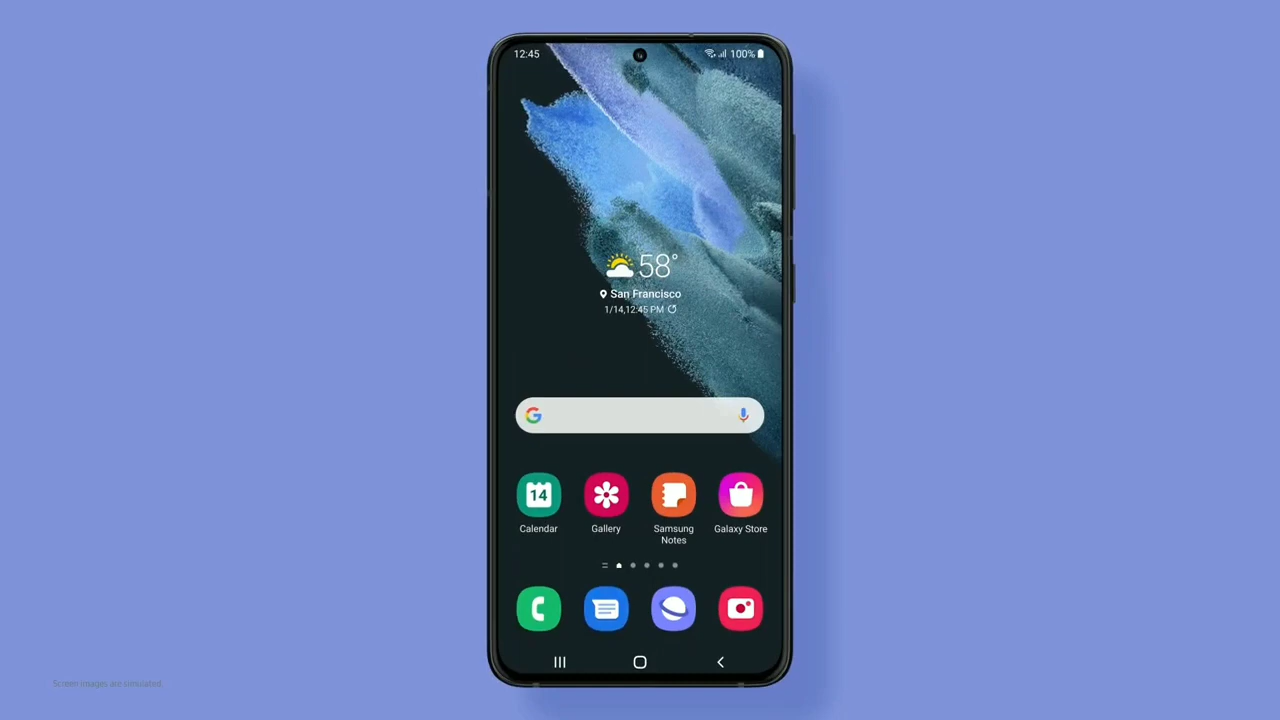 12:45
100%
58°
San Francisco
1/14,12:45 PM
G
14
Calendar
Gallery
Samsung
Notes
Galaxy Store
Screen images are simulated.